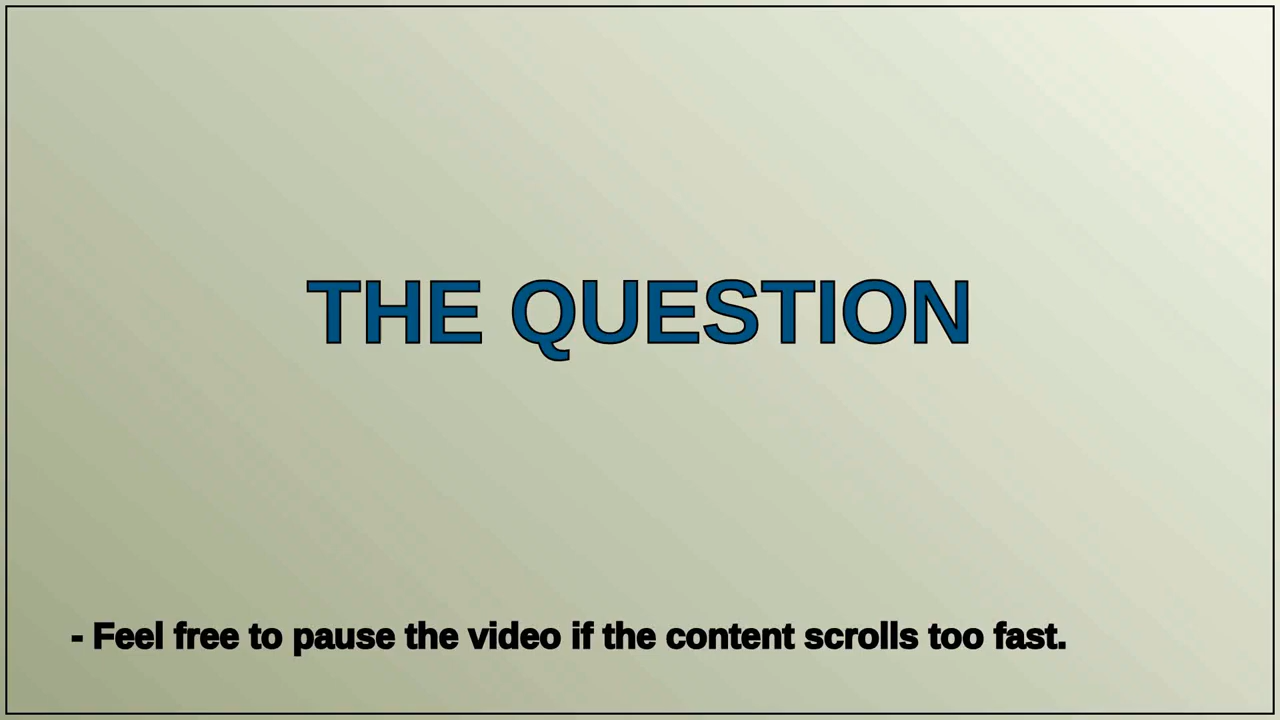 THE QUESTION
- Feel free to pause the video if the content scrolls too fast.